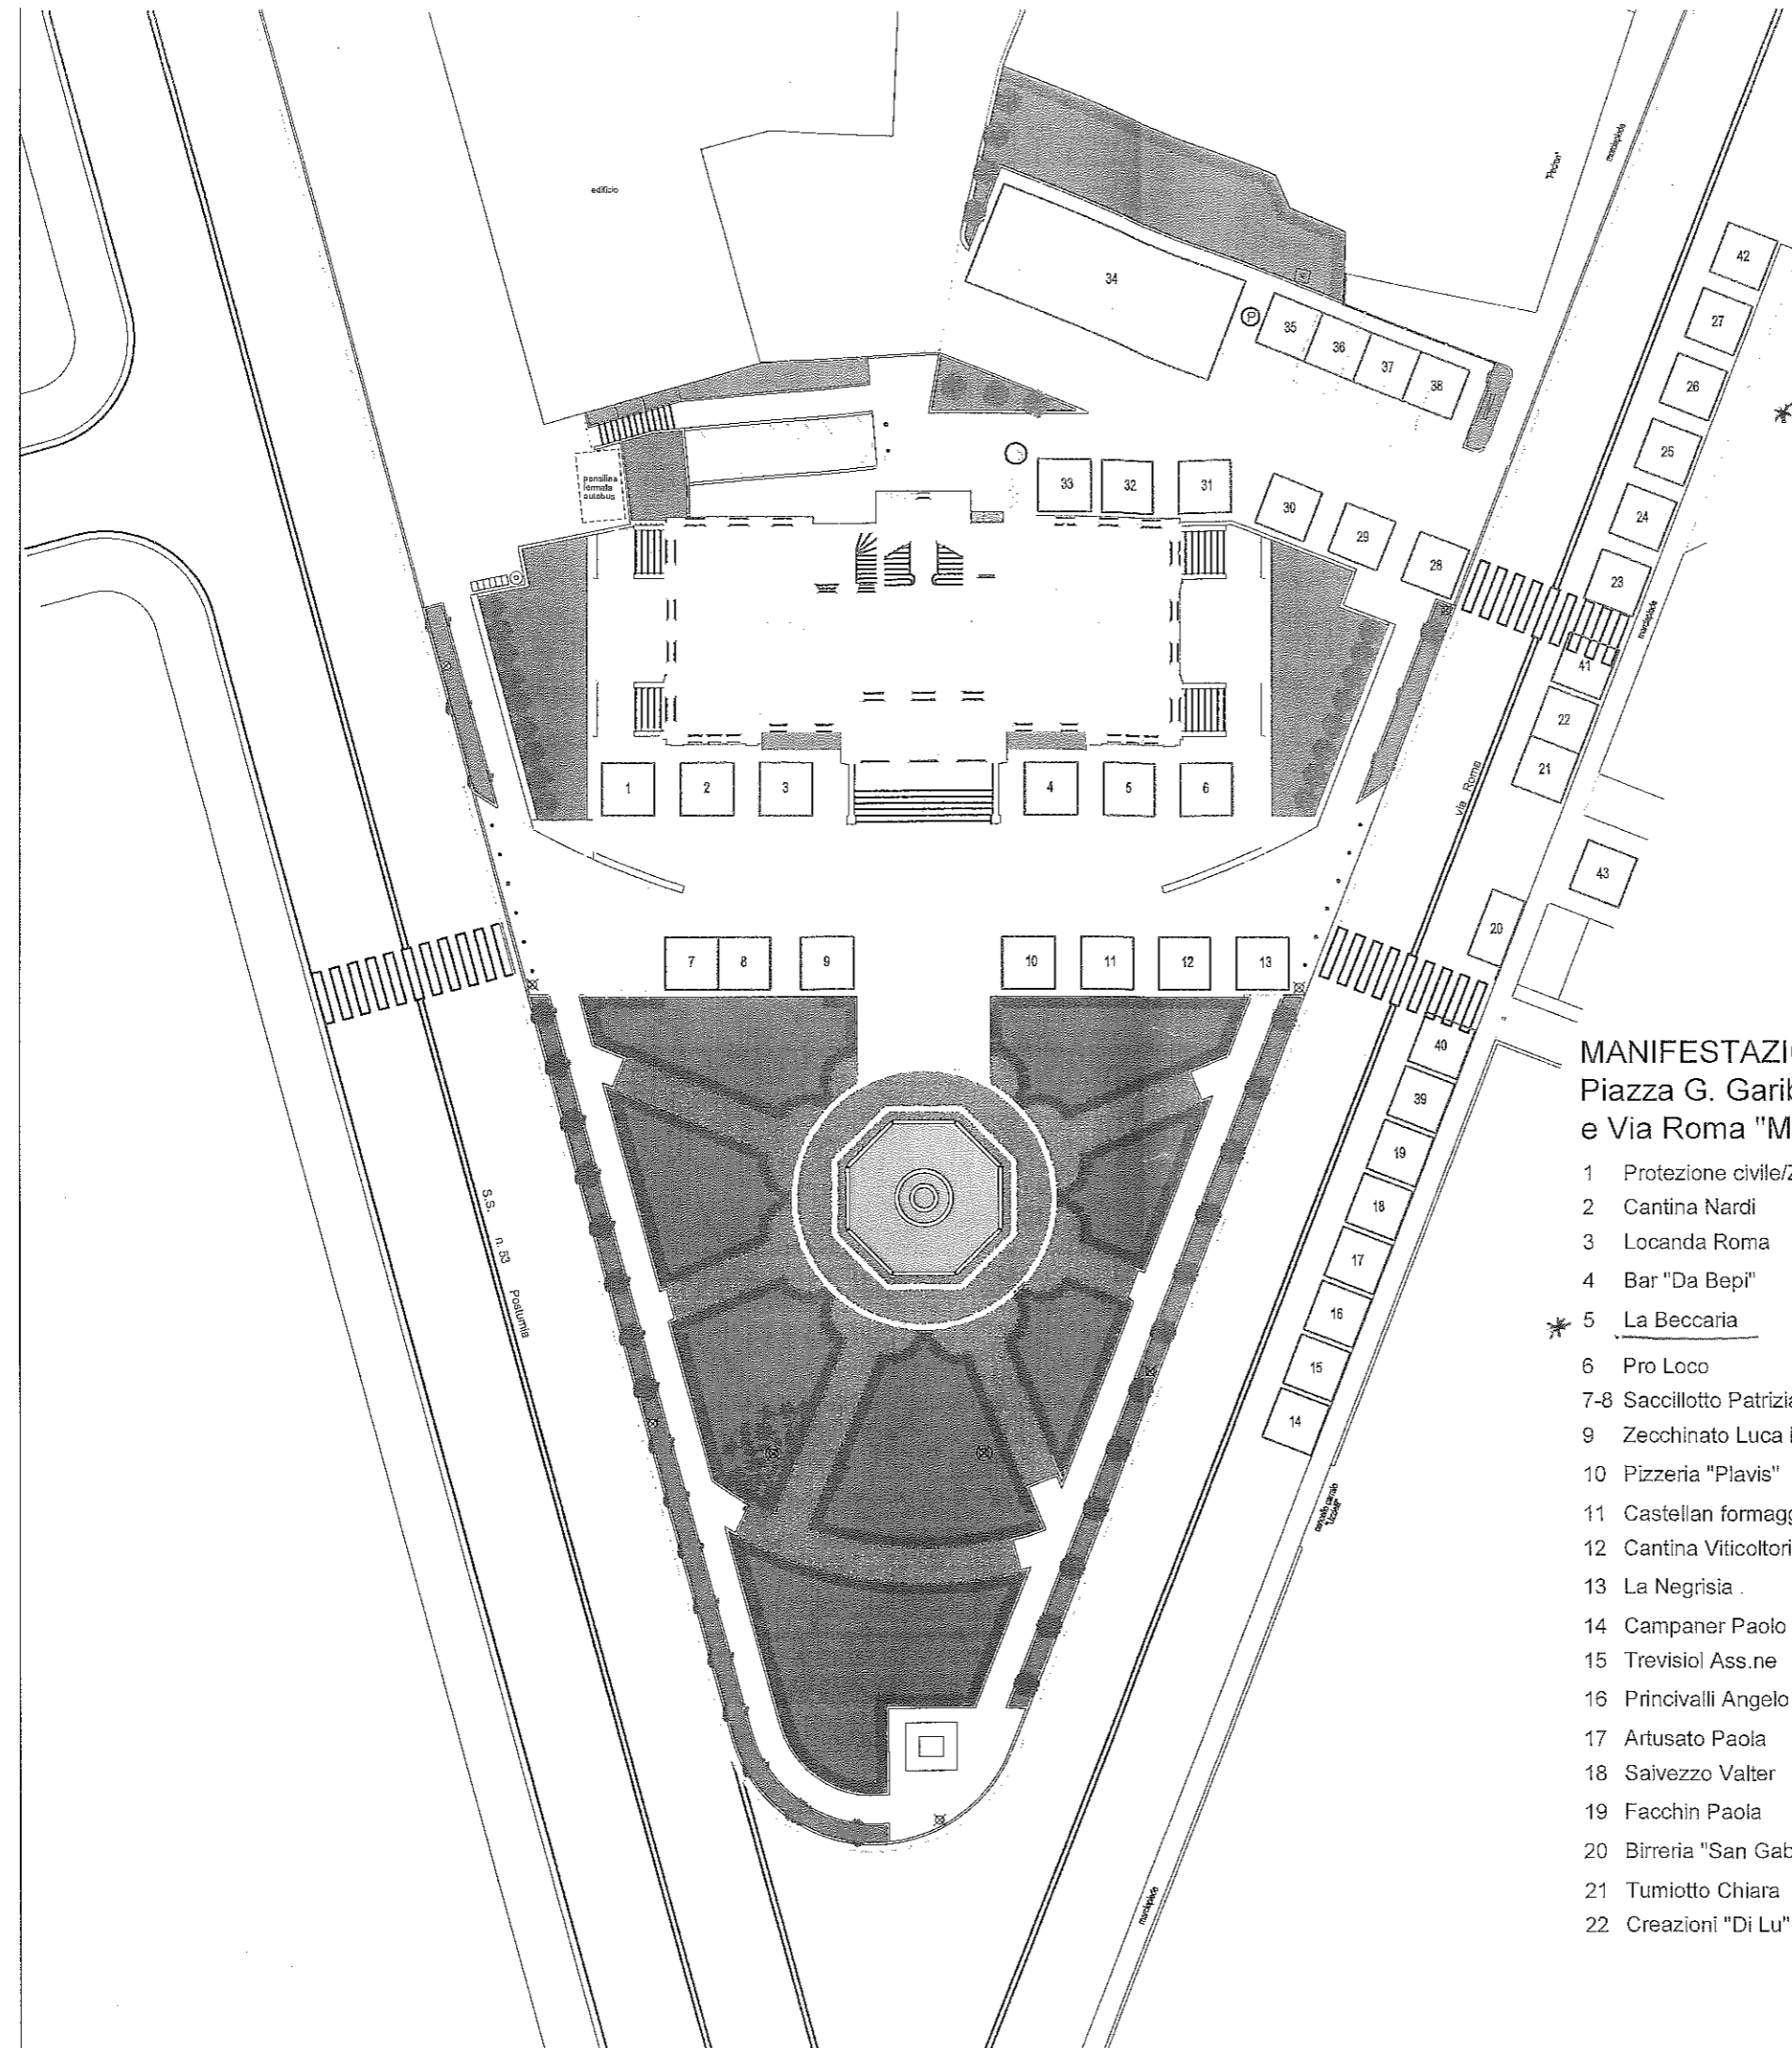 edificio
"Pedron"
marciapiede
42
34
27
P
35
36
37
38
26
25
pensilina
fermata
autobus
33
32
31
30
29
28
24
23
marciapiede
41
22
21
via Roma
1
2
3
4
5
6
43
20
7
8
9
10
11
12
13
40
39
19
18
17
16
15
14
S.S. n. 53 Postumia
marciapiede
MANIFESTAZI
Piazza G. Garib
e Via Roma "M
1 Protezione civile/Z
2 Cantina Nardi
3 Locanda Roma
4 Bar "Da Bepi"
* 5 La Beccaria
6 Pro Loco
7-8 Saccillotto Patrizia
9 Zecchinato Luca
10 Pizzeria "Plavis"
11 Castellan formagg
12 Cantina Viticoltori
13 La Negrisia
14 Campaner Paolo
15 Trevisiol Ass.ne
16 Princivalli Angelo
17 Artusato Paola
18 Salvezzo Valter
19 Facchin Paola
20 Birreria "San Gab
21 Tumiotto Chiara
22 Creazioni "Di Lu"